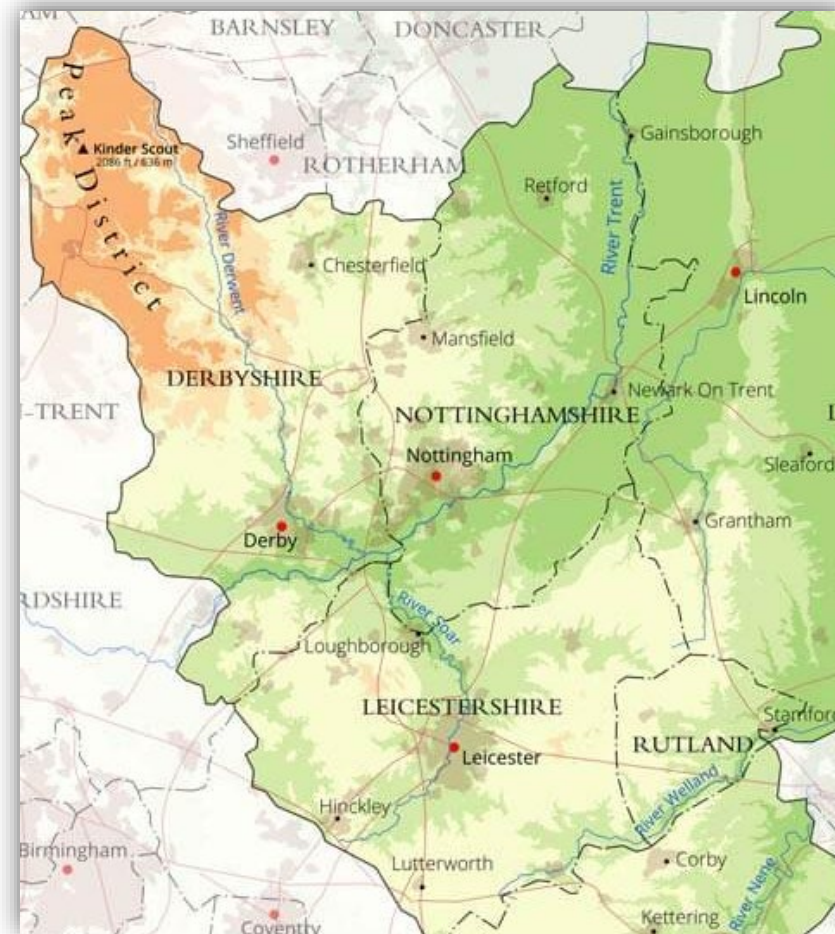 AM
BARNSLEY
DONCASTER
Peak District
Kinder Scout
2086 ft / 636 m
Sheffield
ROTHERHAM
Gainsborough
Retford
River Trent
River Derwent
Chesterfield
Lincoln
Mansfield
DERBYSHIRE
Newark On Trent
N-TRENT
NOTTINGHAMSHIRE
Nottingham
Sleaford
Grantham
Derby
RDSHIRE
River Soar
Loughborough
LEICESTERSHIRE
Stamford
RUTLAND
Leicester
River Welland
Hinckley
Birmingham
Lutterworth
Corby
River Nene
Kettering
Coventry